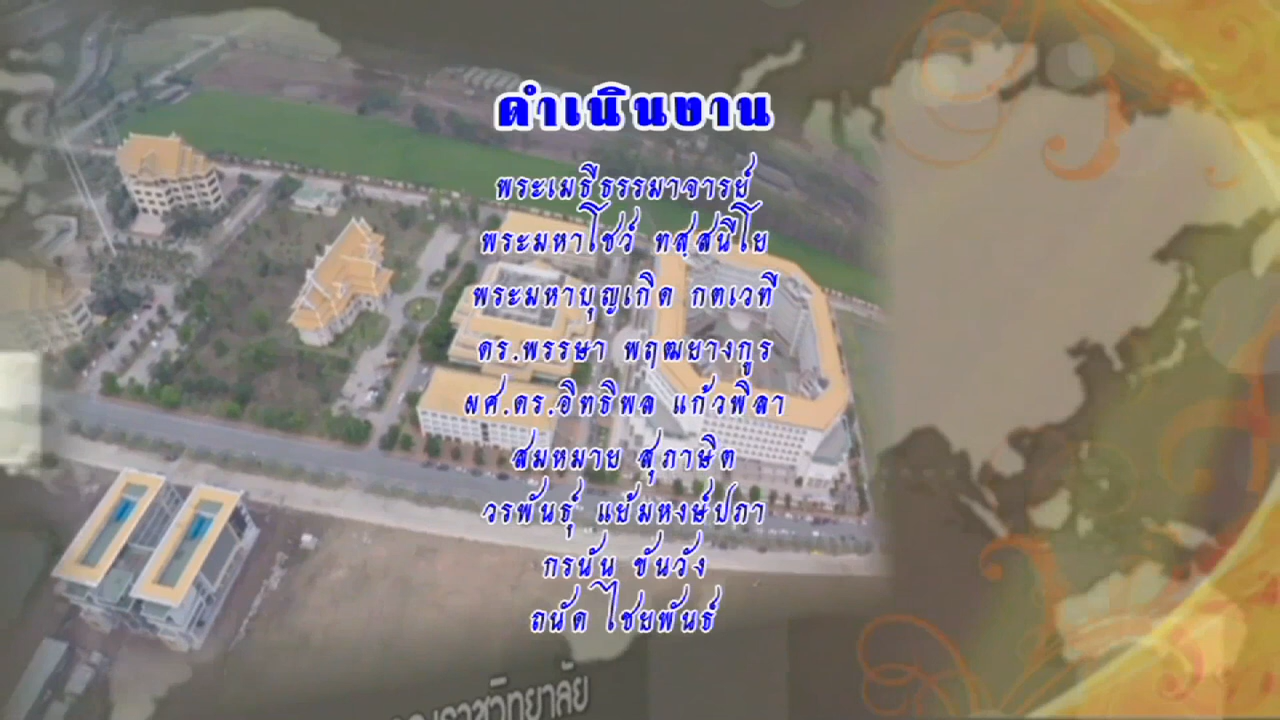 ดำเนินงาน
พระเมธีธรรมาจารย์
พระมหาโชว์ ทสฺสนีโย
พระมหาบุญเกิด กตเวที
ดร.พรรษา พฤฒยางกูร
ผศ.ดร.อิทธิพล แก้วพิลา
สมหมาย สุภาษิต
วรพันธุ์ แย้มหงษ์ปภา
กรนัน ขันวัง
ถนัด ไชยพันธ์